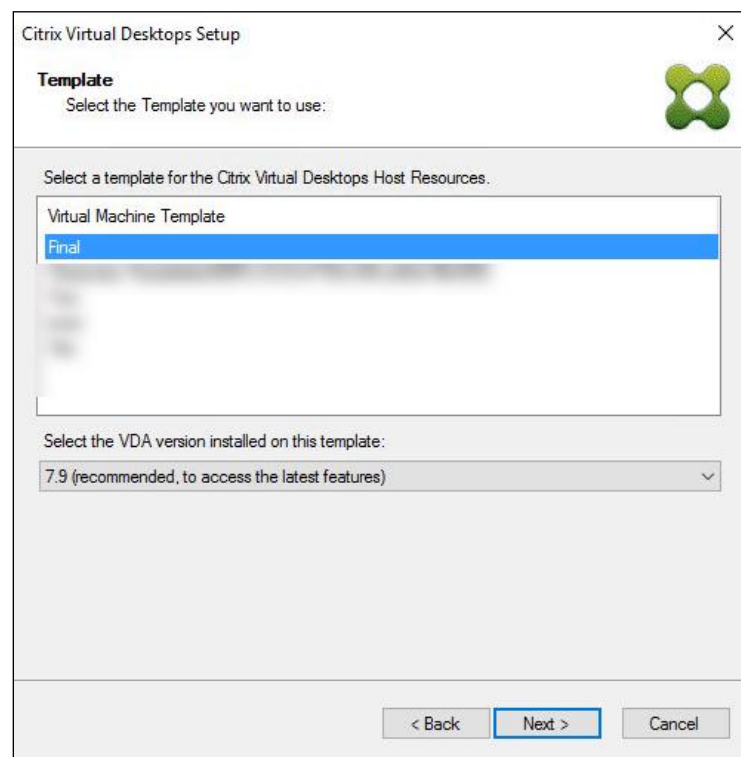 Citrix Virtual Desktops Setup
Template
Select the Template you want to use:
Select a template for the Citrix Virtual Desktops Host Resources.
Virtual Machine Template
Final
Select the VDA version installed on this template:
7.9 (recommended, to access the latest features)
< Back
Next >
Cancel